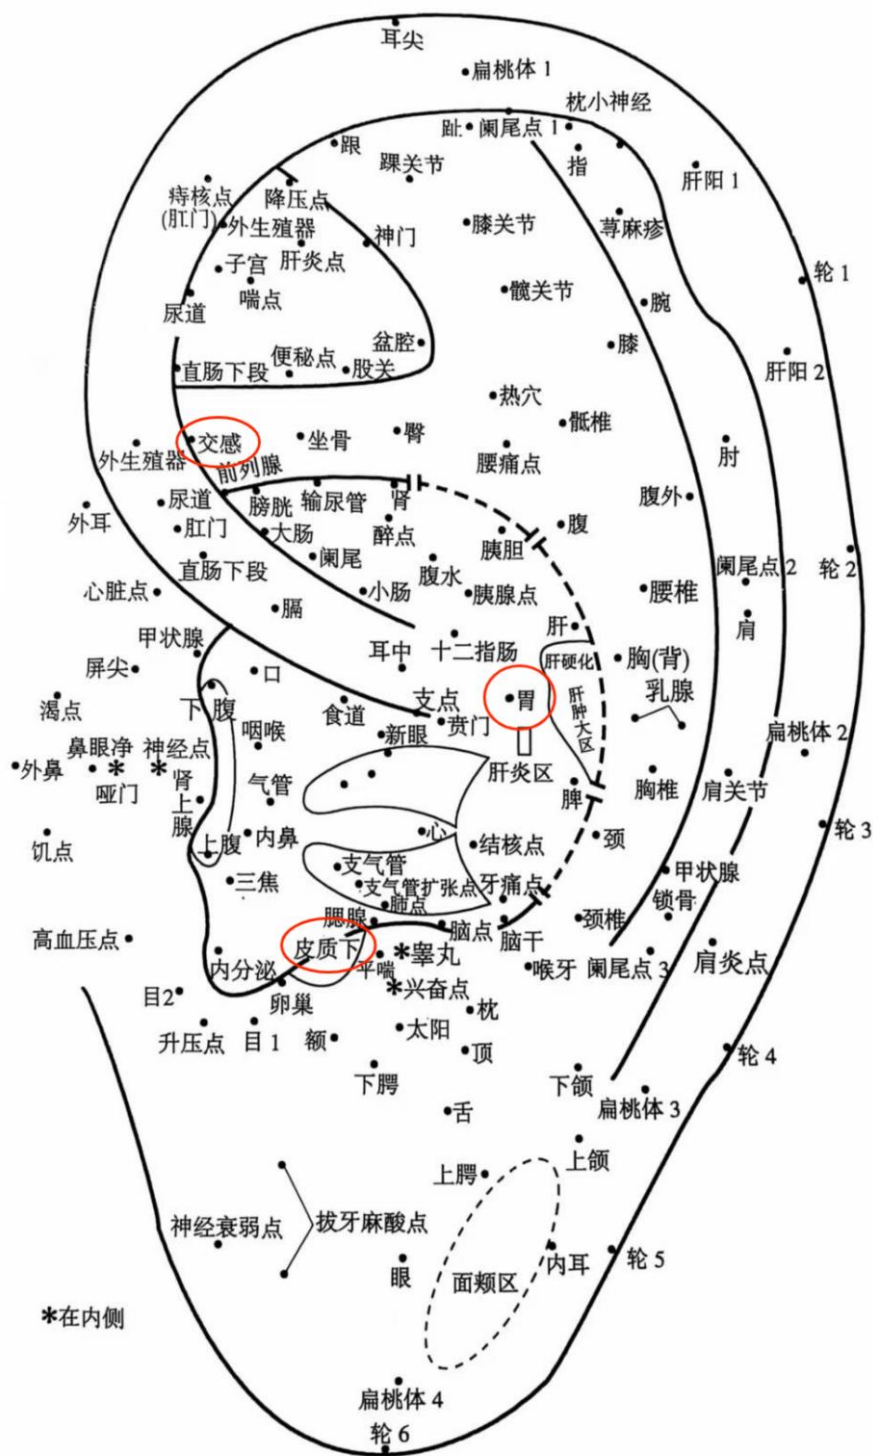 耳尖
扁桃体 1
枕小神经
趾
阑尾点 1
跟
踝关节
指
肝阳 1
痔核点
(肛门)
降压点
外生殖器
神门
膝关节
荨麻疹
子宫
肝炎点
喘点
髋关节
腕
轮 1
尿道
盆腔
膝
直肠下段
便秘点
股关
肝阳 2
热穴
骶椎
外生殖器
交感
坐骨
臀
腰痛点
肘
前列腺
外耳
尿道
膀胱
输尿管
肾
腹外
肛门
大肠
醉点
胰胆
腹
直肠下段
阑尾
腹水
阑尾点 2
轮 2
心脏点
膈
小肠
胰腺点
腰椎
甲状腺
耳中
十二指肠
肝
肩
屏尖
口
肝硬化
胸(背)
渴点
下腹
食道
支点
胃
肝肿大区
乳腺
鼻眼净
神经点
咽喉
新眼
贲门
扁桃体 2
外鼻
哑门
*
*
肾上腺
气管
肝炎区
脾
胸椎
肩关节
饥点
上腹
内鼻
心
结核点
颈
轮 3
三焦
支气管
支气管扩张点
牙痛点
甲状腺
肺点
锁骨
高血压点
腮腺
脑点
脑干
颈椎
内分泌
皮质下
平喘
*睾丸
喉牙
阑尾点 3
肩炎点
目2
卵巢
*兴奋点
升压点
目 1
额
太阳
枕
顶
轮 4
下腭
下颌
扁桃体 3
舌
上腭
上颌
神经衰弱点
拔牙麻酸点
眼
面颊区
内耳
轮 5
*在内侧
扁桃体 4
轮 6